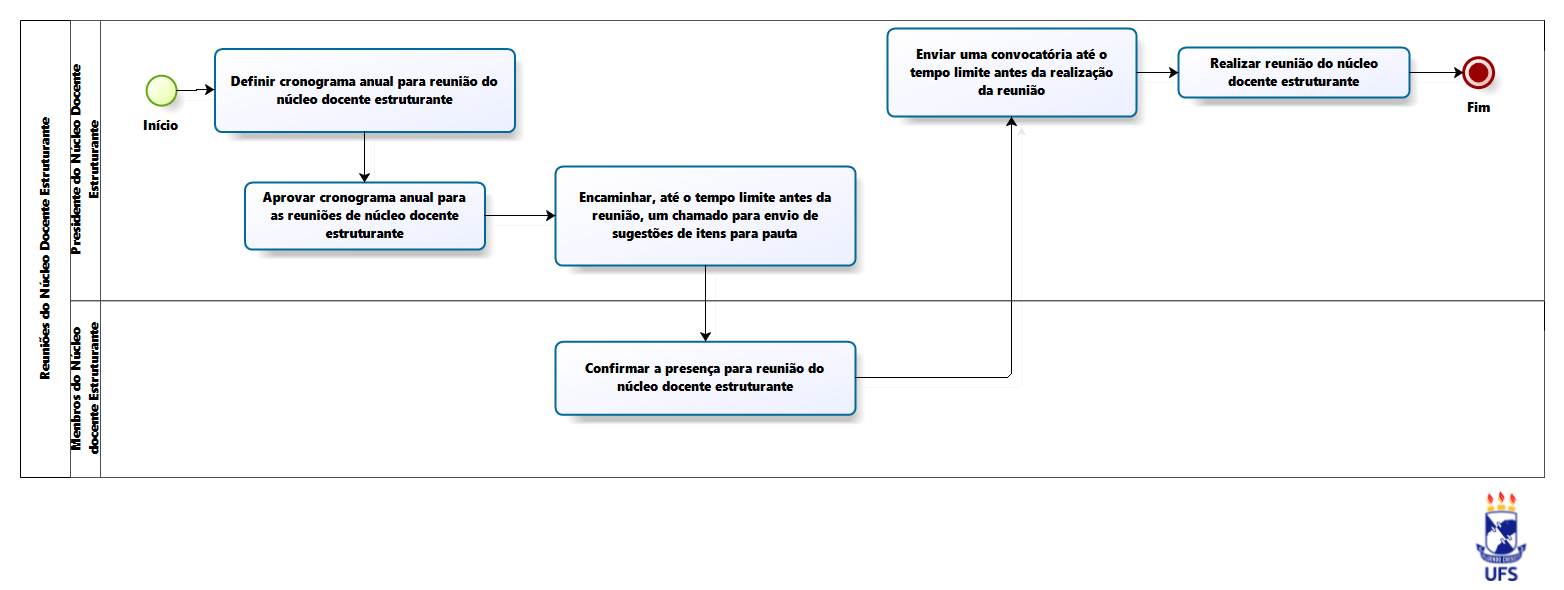 Reuniões do Núcleo Docente Estruturante
Presidente do Núcleo Docente
Estruturante
Início
Definir cronograma anual para reunião do
núcleo docente estruturante
Aprovar cronograma anual para
as reuniões de núcleo docente
estruturante
Encaminhar, até o tempo limite antes da
reunião, um chamado para envio de
sugestões de itens para pauta
Enviar uma convocatória até o
tempo limite antes da realização
da reunião
Realizar reunião do núcleo
docente estruturante
Fim
Menbros do Núcleo
docente Estruturante
Confirmar a presença para reunião do
núcleo docente estruturante
UFS